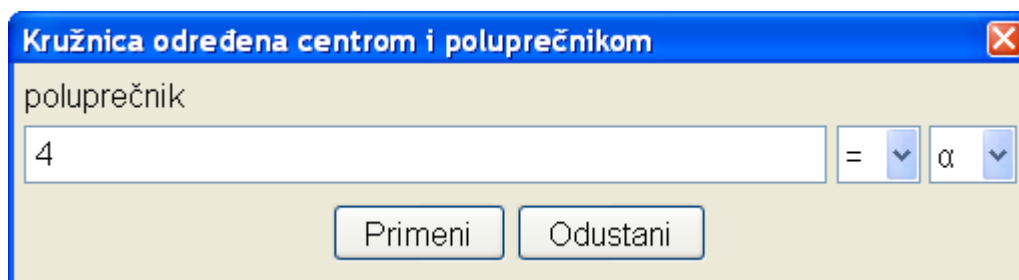 Kružnica određena centrom i poluprečnikom
poluprečnik
4 = α
Primeni Odustani